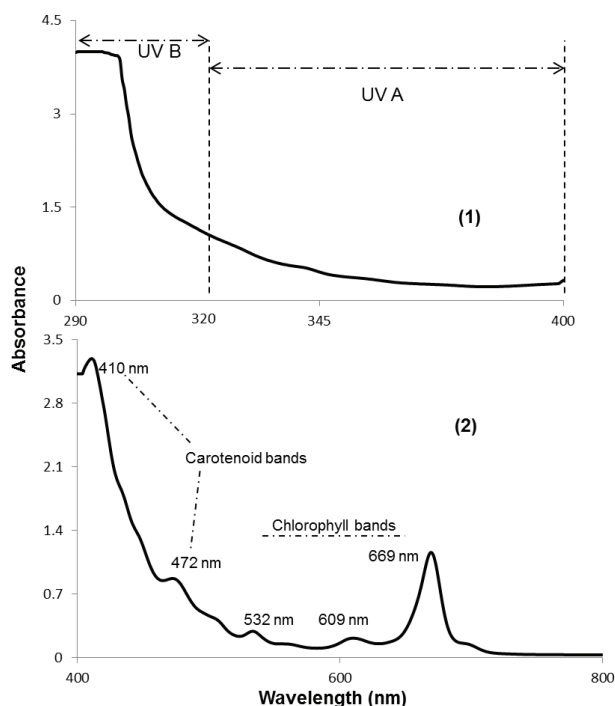 4.5
UV B
UV A
3
1.5
(1)
0
290
320
345
400
Absorbance
3.5
410 nm
2.8
(2)
Carotenoid bands
2.1
1.4
Chlorophyll bands
669 nm
472 nm
0.7
532 nm
609 nm
0
400
600
800
Wavelength (nm)